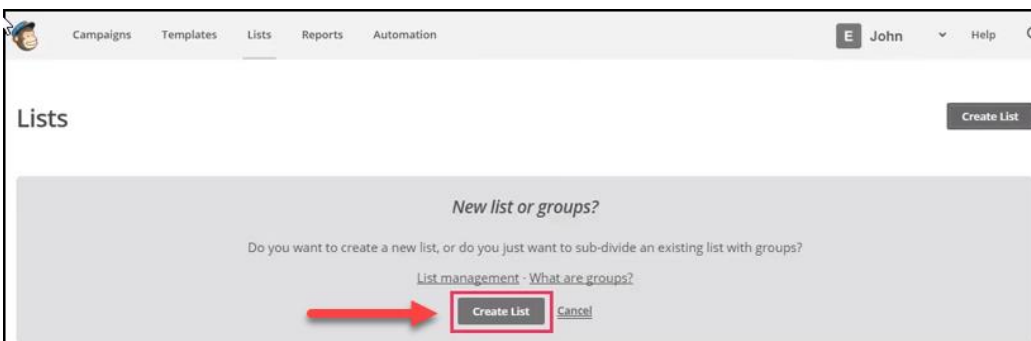 Campaigns Templates Lists Reports Automation E John Help
Lists
Create List
New list or groups?
Do you want to create a new list, or do you just want to sub-divide an existing list with groups?
List management · What are groups?
Create List Cancel